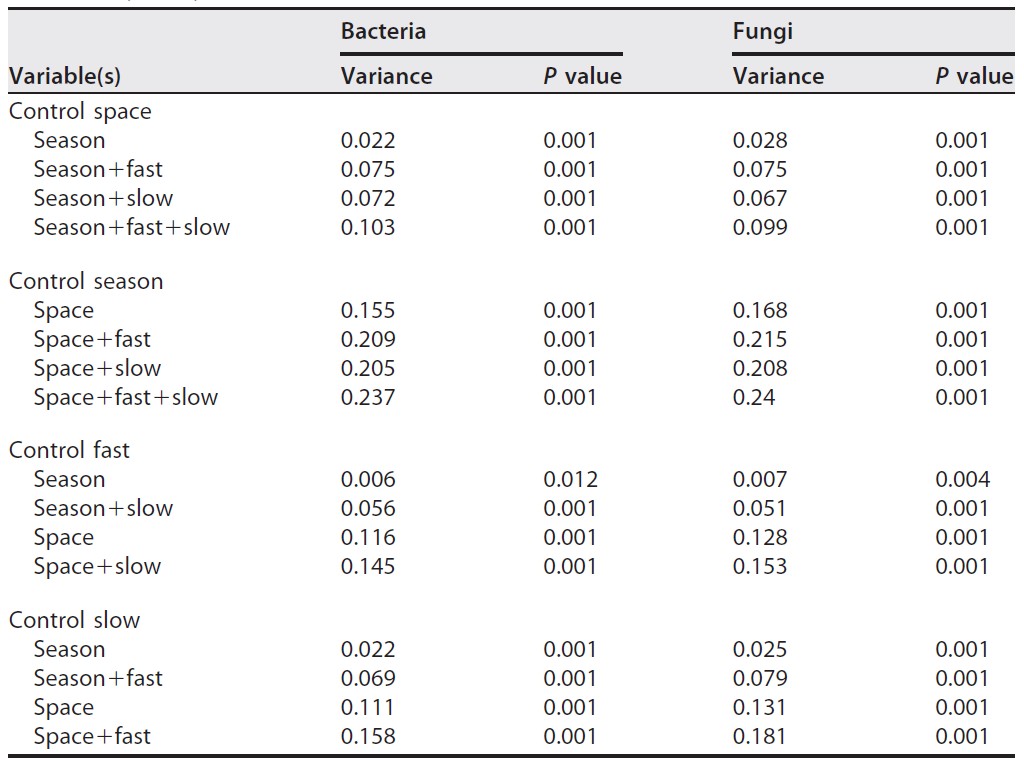 Bacteria Fungi
Variable(s) Variance P value Variance P value
Control space
Season 0.022 0.001 0.028 0.001
Season+fast 0.075 0.001 0.075 0.001
Season+slow 0.072 0.001 0.067 0.001
Season+fast+slow 0.103 0.001 0.099 0.001
Control season
Space 0.155 0.001 0.168 0.001
Space+fast 0.209 0.001 0.215 0.001
Space+slow 0.205 0.001 0.208 0.001
Space+fast+slow 0.237 0.001 0.24 0.001
Control fast
Season 0.006 0.012 0.007 0.004
Season+slow 0.056 0.001 0.051 0.001
Space 0.116 0.001 0.128 0.001
Space+slow 0.145 0.001 0.153 0.001
Control slow
Season 0.022 0.001 0.025 0.001
Season+fast 0.069 0.001 0.079 0.001
Space 0.111 0.001 0.131 0.001
Space+fast 0.158 0.001 0.181 0.001